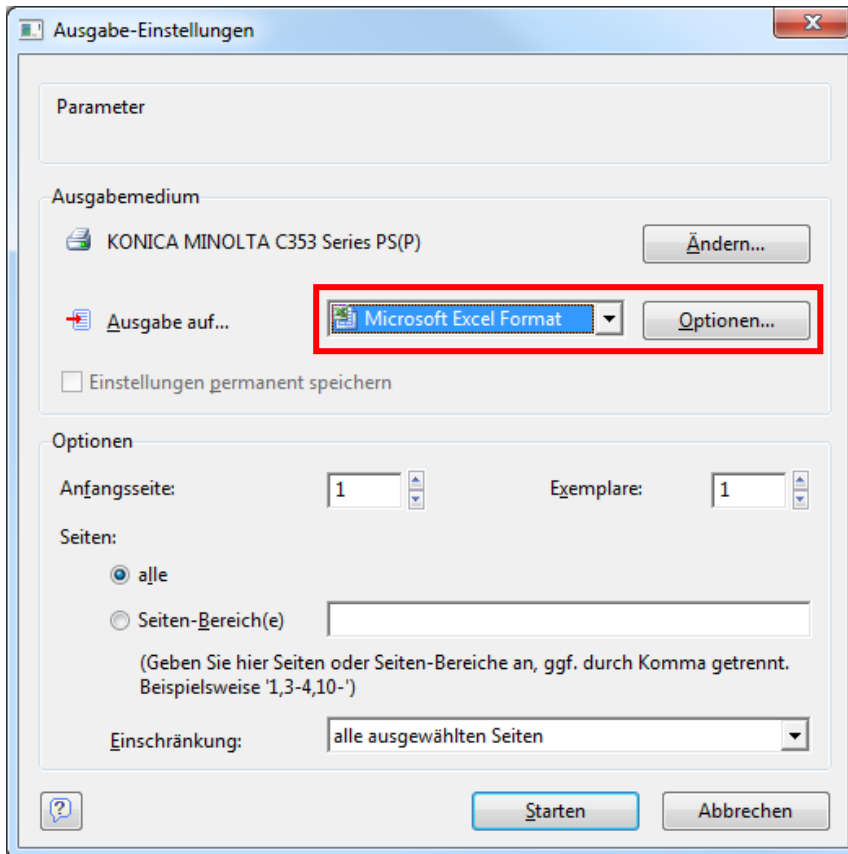 Ausgabe-Einstellungen
Parameter
Ausgabemedium
KONICA MINOLTA C353 Series PS(P)
Ändern...
Ausgabe auf...
Microsoft Excel Format
Optionen...
Einstellungen permanent speichern
Optionen
Anfangsseite:
1
Exemplare:
1
Seiten:
alle
Seiten-Bereich(e)
(Geben Sie hier Seiten oder Seiten-Bereiche an, ggf. durch Komma getrennt.
Beispielsweise '1,3-4,10-')
Einschränkung:
alle ausgewählten Seiten
Starten
Abbrechen